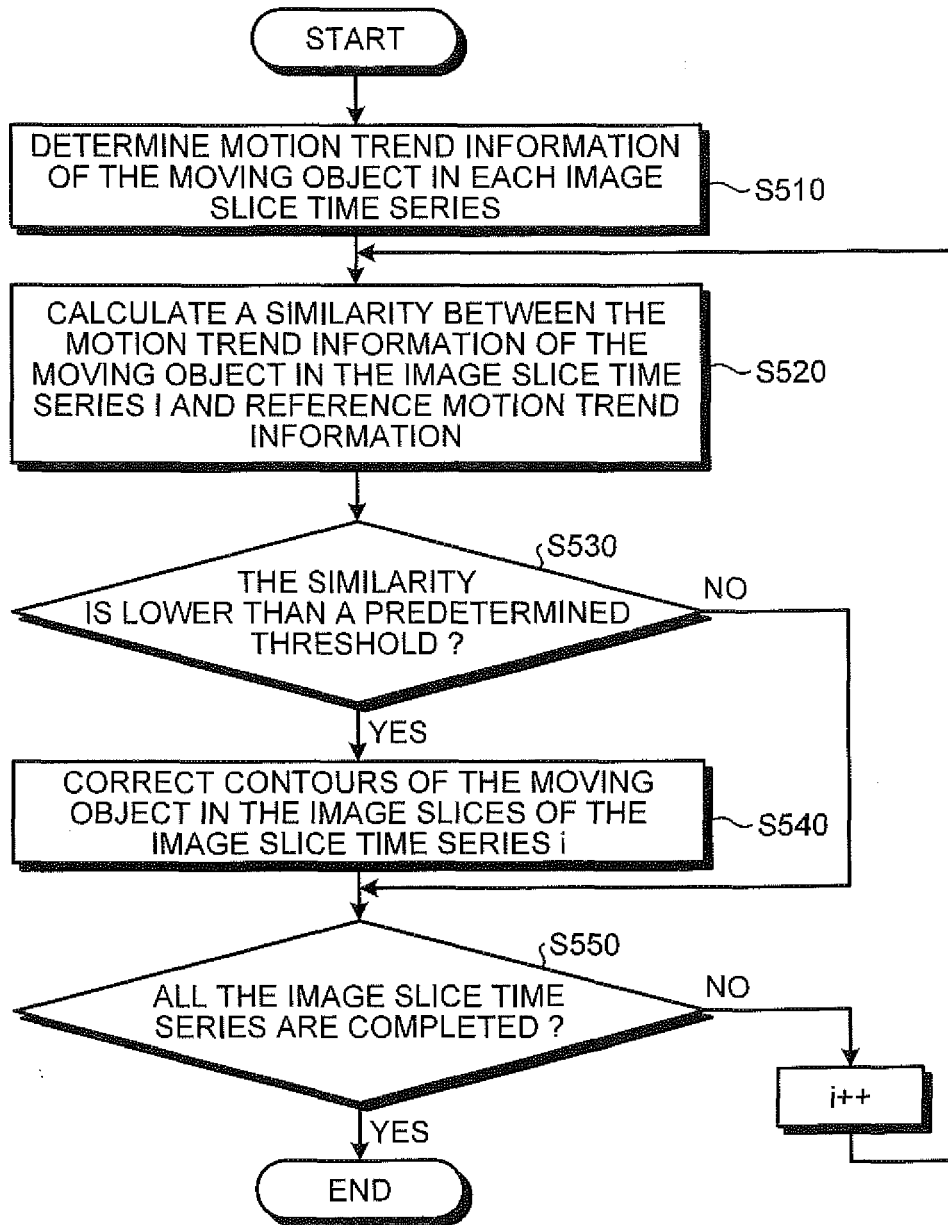 START
DETERMINE MOTION TREND INFORMATION
OF THE MOVING OBJECT IN EACH IMAGE
SLICE TIME SERIES
S510
CALCULATE A SIMILARITY BETWEEN THE
MOTION TREND INFORMATION OF THE
MOVING OBJECT IN THE IMAGE SLICE TIME
SERIES I AND REFERENCE MOTION TREND
INFORMATION
S520
S530
THE SIMILARITY
IS LOWER THAN A PREDETERMINED
THRESHOLD ?
NO
YES
CORRECT CONTOURS OF THE MOVING
OBJECT IN THE IMAGE SLICES OF THE
IMAGE SLICE TIME SERIES i
S540
S550
ALL THE IMAGE SLICE TIME
SERIES ARE COMPLETED ?
NO
i++
YES
END